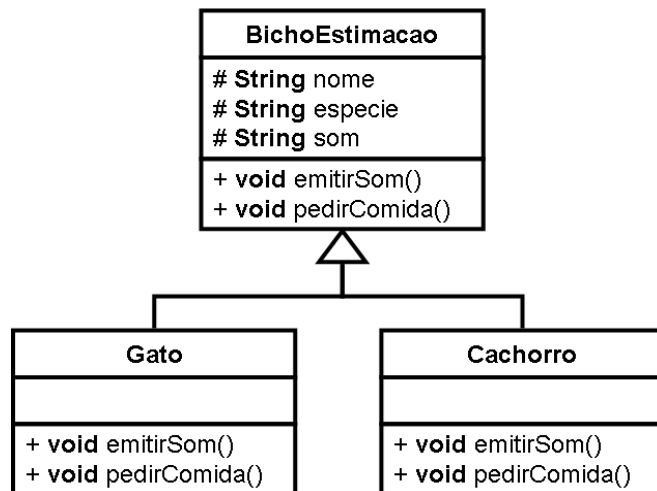 BichoEstimacao
# String nome
# String especie
# String som
+ void emitirSom()
+ void pedirComida()
Gato
+ void emitirSom()
+ void pedirComida()
Cachorro
+ void emitirSom()
+ void pedirComida()